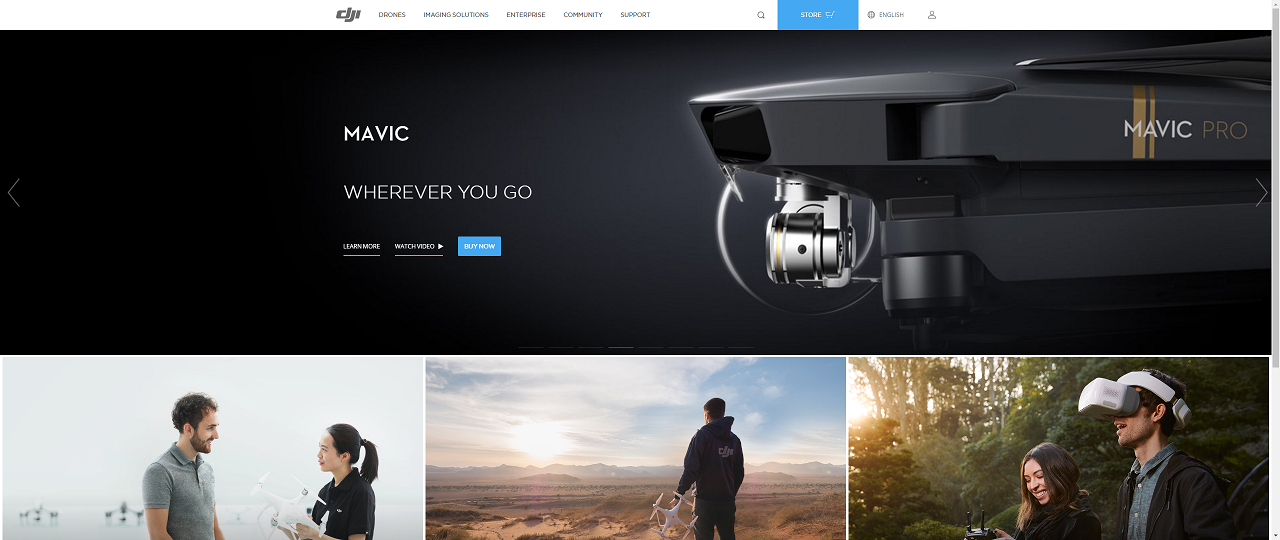 dji
DRONES
IMAGING SOLUTIONS
ENTERPRISE
COMMUNITY
SUPPORT
STORE
ENGLISH
MAVIC
WHEREVER YOU GO
LEARN MORE
WATCH VIDEO
BUY NOW
MAVIC PRO
dji